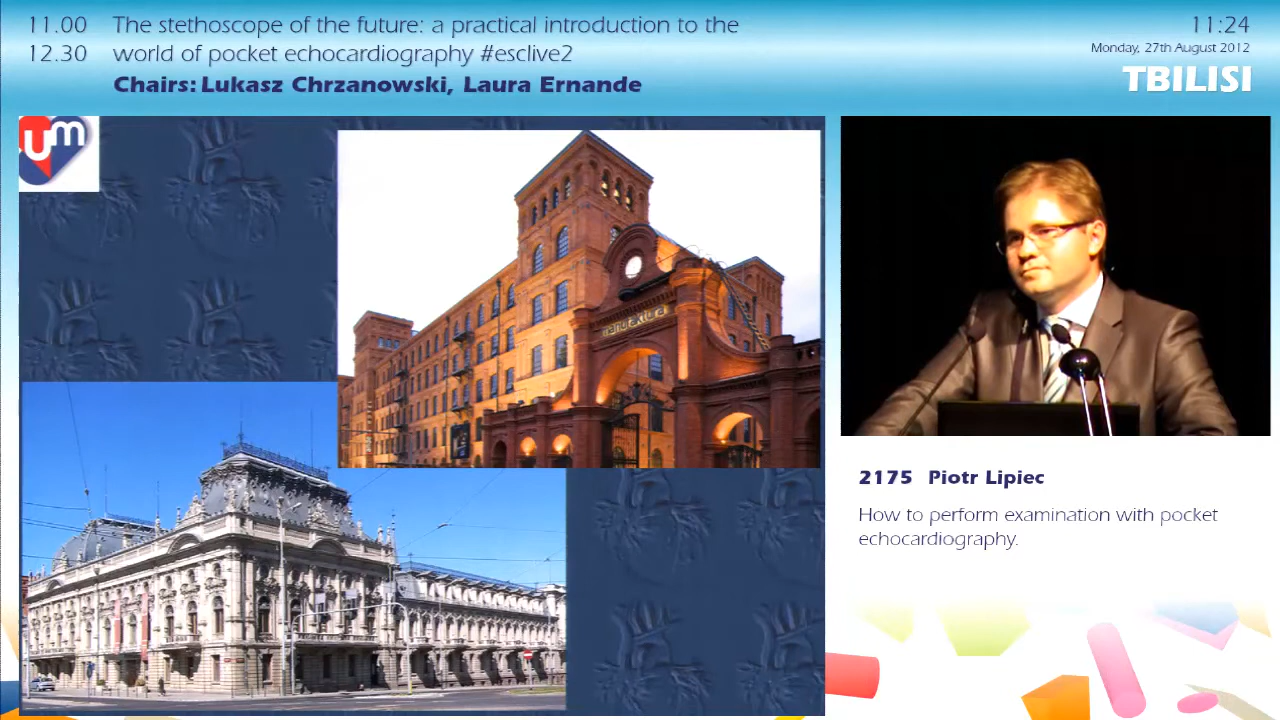 11.00 The stethoscope of the future: a practical introduction to the
12.30 world of pocket echocardiography #esclive2
Chairs: Lukasz Chrzanowski, Laura Ernande
11:24
Monday, 27th August 2012
TBILISI
Um
manufaktura
2175 Piotr Lipiec
How to perform examination with pocket
echocardiography.